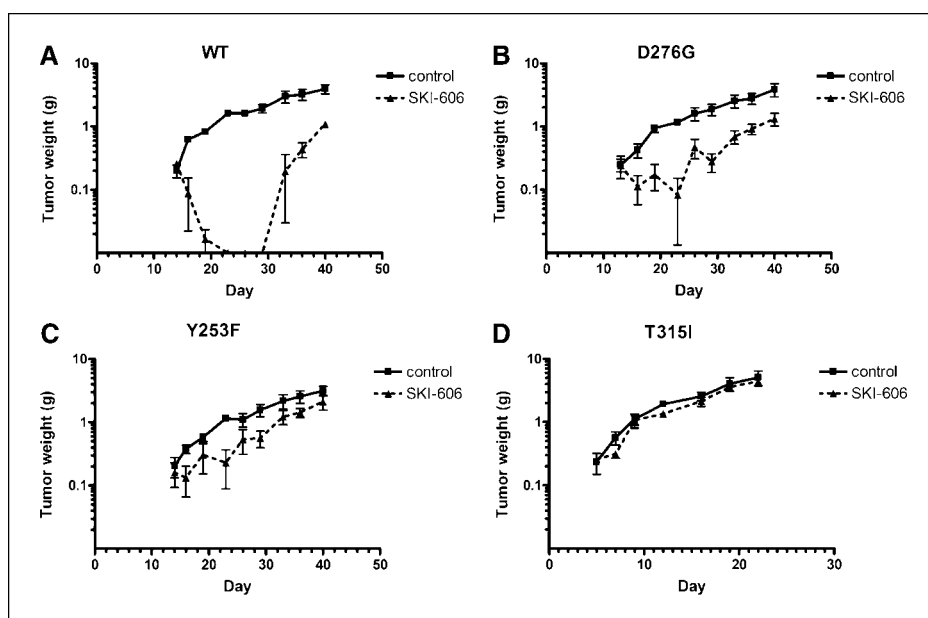 A
WT
10
1
0.1
Tumor weight (g)
0 10 20 30 40 50
Day
control
SKI-606
B
D276G
10
1
0.1
Tumor weight (g)
0 10 20 30 40 50
Day
control
SKI-606
C
Y253F
10
1
0.1
Tumor weight (g)
0 10 20 30 40 50
Day
control
SKI-606
D
T315I
10
1
0.1
Tumor weight (g)
0 10 20 30
Day
control
SKI-606